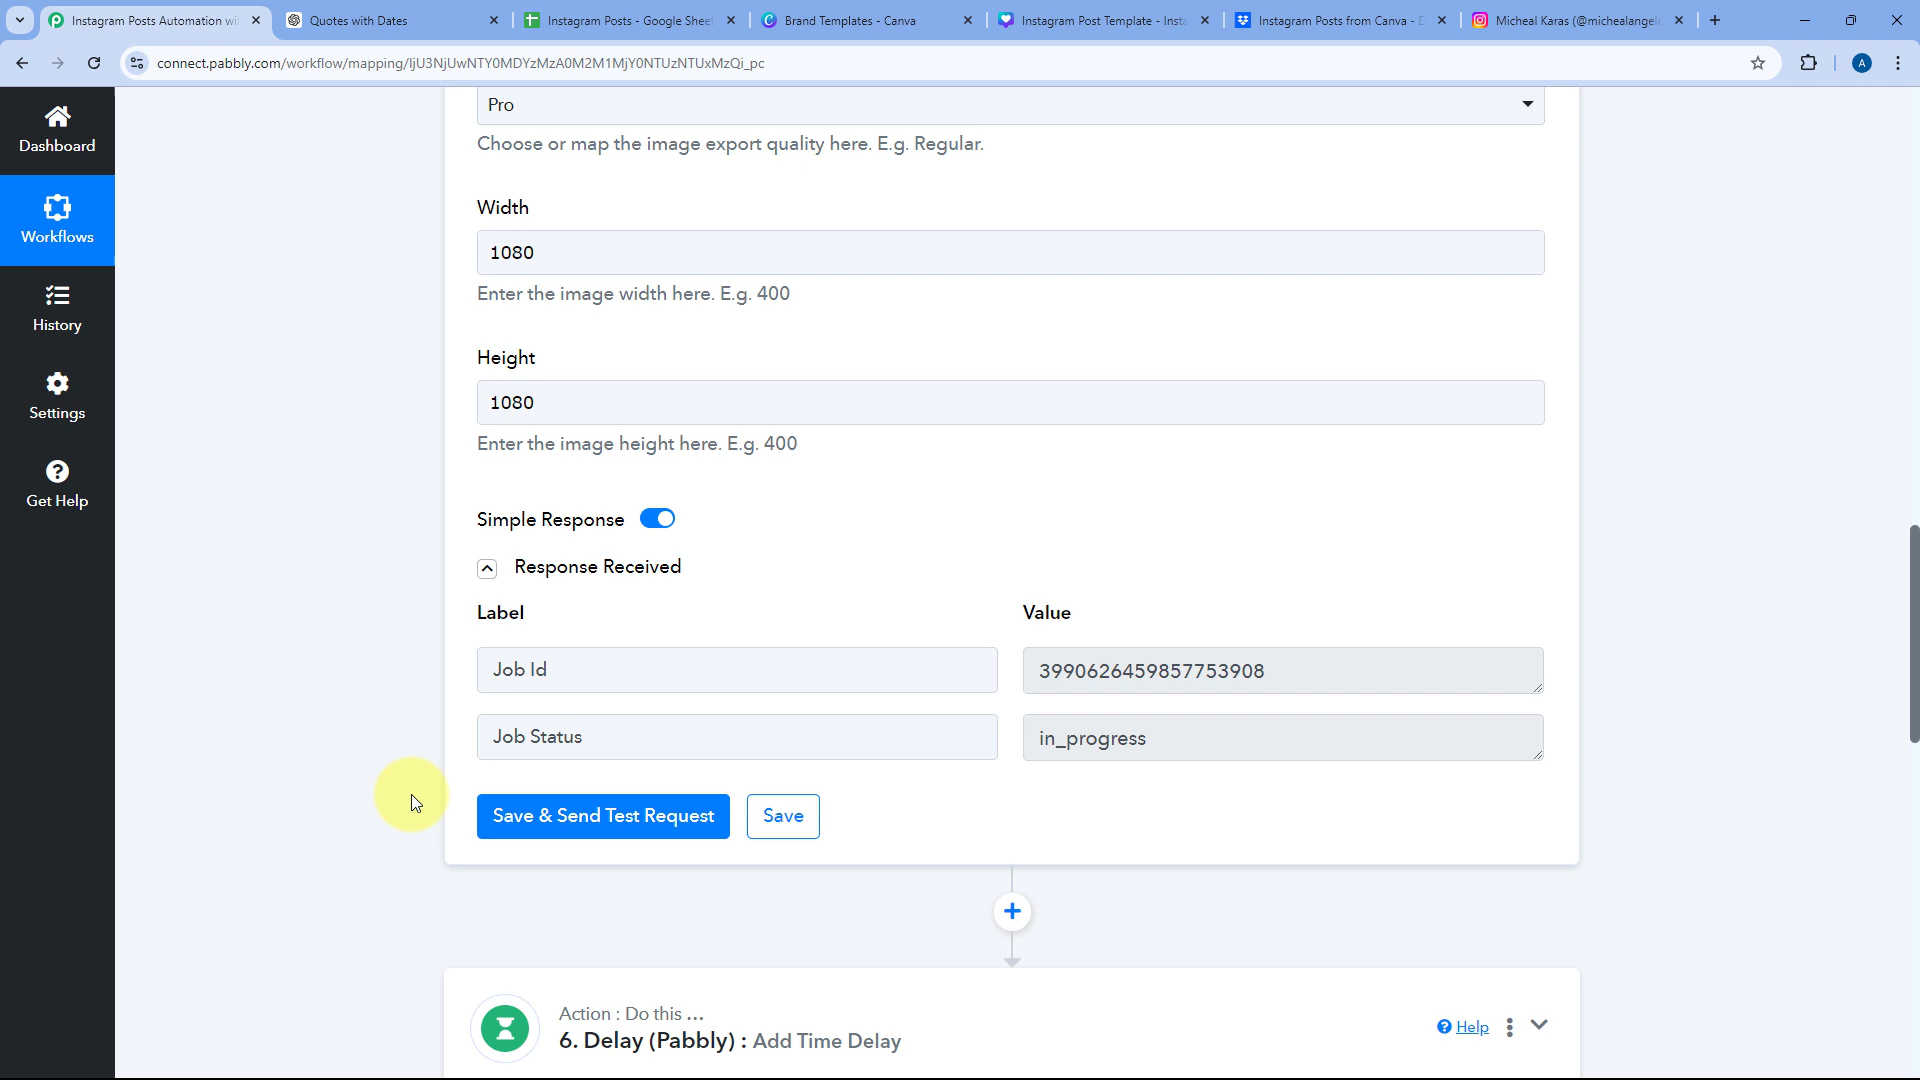 Instagram Posts Automation wi
Quotes with Dates
Instagram Posts - Google Shee
Brand Templates - Canva
Instagram Post Template - Insta
Instagram Posts from Canva - D
Micheal Karas (@michealangelo
connect.pabbly.com/workflow/mapping/IjU3NjUwNTY0MDYzMzA0M2M1MjY0NTUzNTUxMzQi_pc
A
Dashboard
Workflows
History
Settings
Get Help
Pro
Choose or map the image export quality here. E.g. Regular.
Width
1080
Enter the image width here. E.g. 400
Height
1080
Enter the image height here. E.g. 400
Simple Response
Response Received
Label Value
Job Id 3990626459857753908
Job Status in_progress
Save & Send Test Request Save
Action : Do this ...
6. Delay (Pabbly) : Add Time Delay
Help